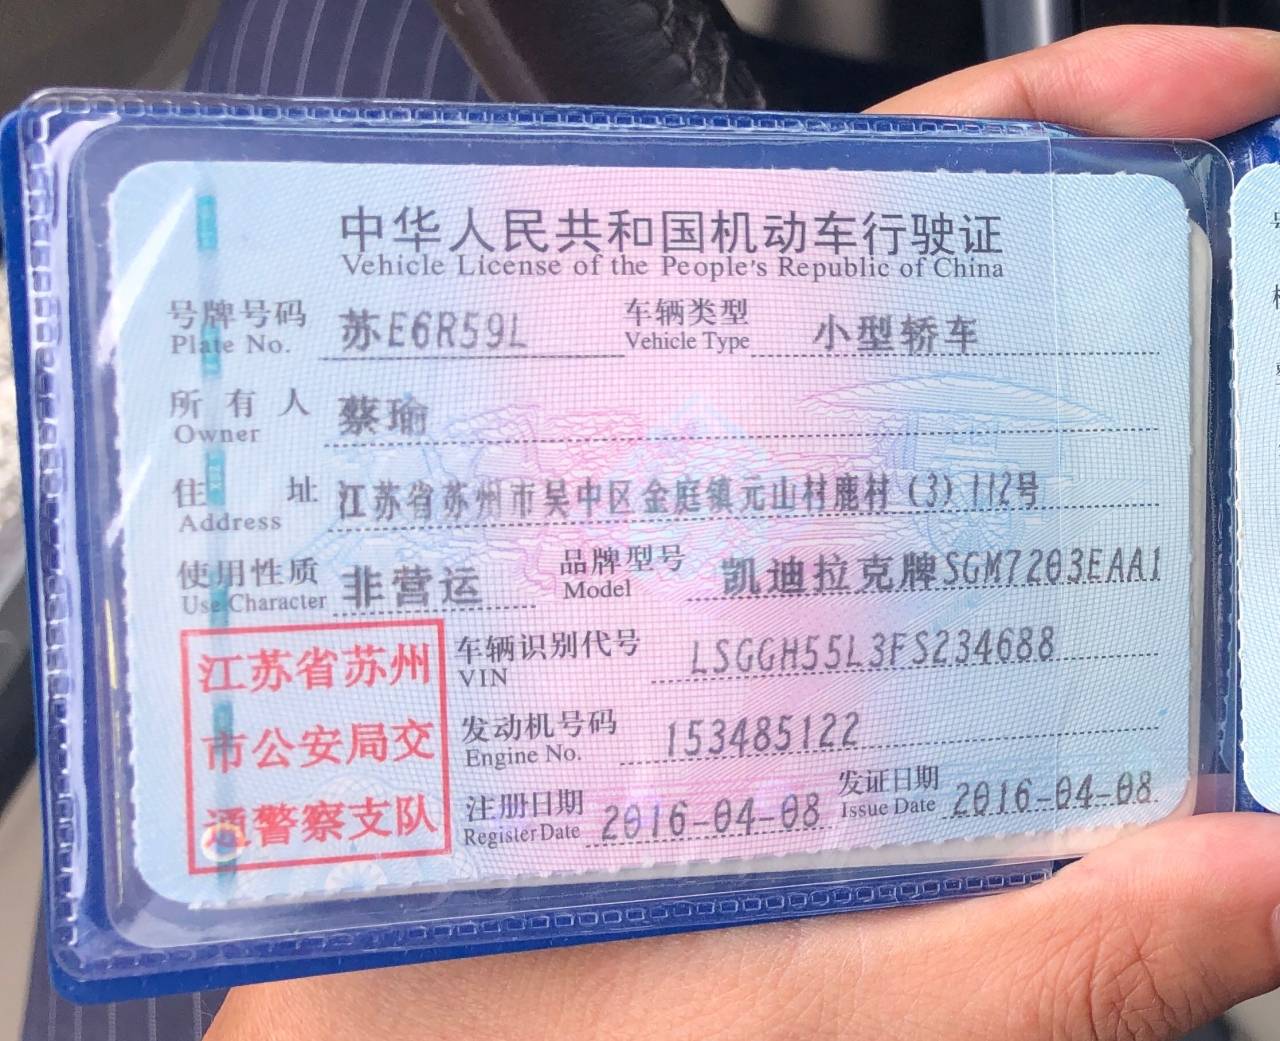 中华人民共和国机动车行驶证
Vehicle License of the People's Republic of China
号牌号码 苏E6R59L 车辆类型 小型轿车
Plate No. Vehicle Type
所有人 蔡瑜
Owner
住址 江苏省苏州市吴中区金庭镇元山村鹿村(3)112号
Address
使用性质 非营运 品牌型号 凯迪拉克牌SGM7203EAA1
Use Character Model
江苏省苏州
市公安局交
通警察支队
车辆识别代号 LSGGH55L3FS234688
VIN
发动机号码 153485122
Engine No.
注册日期 2016-04-08 发证日期 2016-04-08
Register Date Issue Date